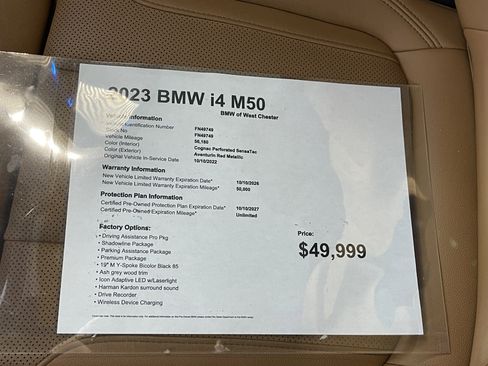 2023 BMW i4 M50
BMW of West Chester
Vehicle Information
Vehicle Identification Number FN49749
Stock No FN49749
Vehicle Mileage 56,180
Color (Interior) Cognac Perforated SensaTec
Color (Exterior) Aventurin Red Metallic
Original Vehicle In-Service Date 10/10/2022
Warranty Information
New Vehicle Limited Warranty Expiration Date* 10/10/2026
New Vehicle Limited Warranty Expiration Mileage* 50,000
Protection Plan Information
Certified Pre-Owned Protection Plan Expiration Date* 10/10/2027
Certified Pre-Owned Expiration Mileage* Unlimited
Factory Options:
• Driving Assistance Pro Pkg
• Shadowline Package
• Parking Assistance Package
• Premium Package
• 19" M Y-Spoke Bicolor Black 85
• Ash grey wood trim
• Icon Adaptive LED w/Laserlight
• Harman Kardon surround sound
• Drive Recorder
• Wireless Device Charging
Price:
$49,999